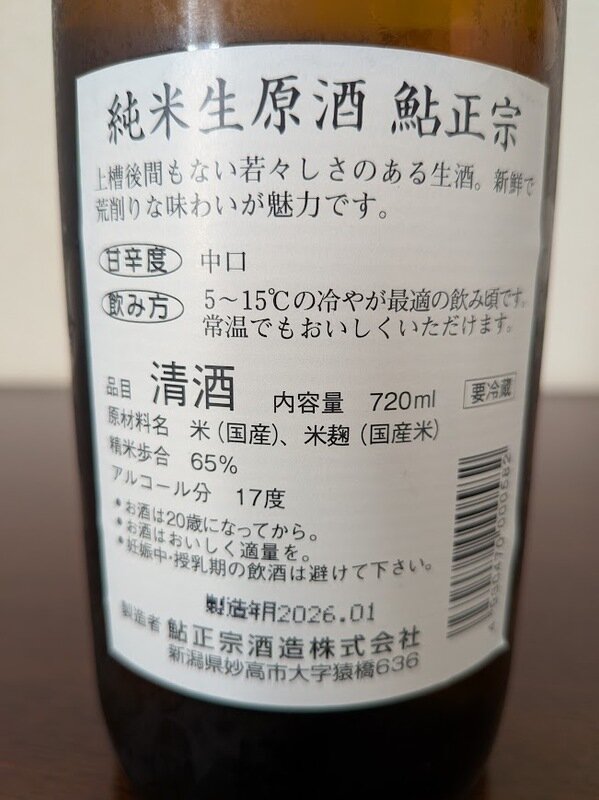 純米生原酒 鮎正宗
上槽後間もない若々しさのある生酒。新鮮で
荒削りな味わいが魅力です。
甘辛度 中口
飲み方 5～15℃の冷やが最適の飲み頃です。
常温でもおいしくいただけます。
品目 清酒 内容量 720ml 要冷蔵
原材料名 米（国産）、米麹（国産米）
精米歩合 65%
アルコール分 17度
*お酒は20歳になってから。
*お酒はおいしく適量を。
*妊娠中・授乳期の飲酒は避けて下さい。
製造年月2026.01
製造者 鮎正宗酒造株式会社
新潟県妙高市大字猿橋636